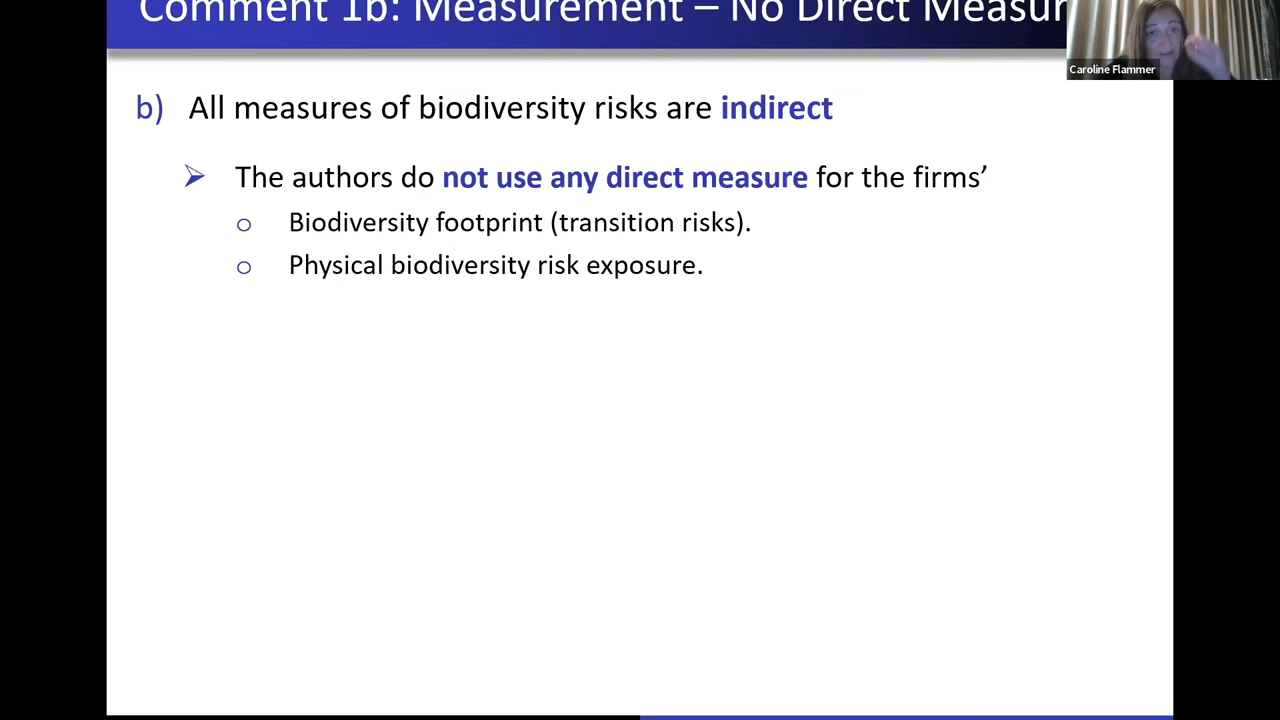 Comment 1b: Measurement – No Direct Measur
Caroline Flammer
b) All measures of biodiversity risks are indirect
The authors do not use any direct measure for the firms’
o Biodiversity footprint (transition risks).
o Physical biodiversity risk exposure.